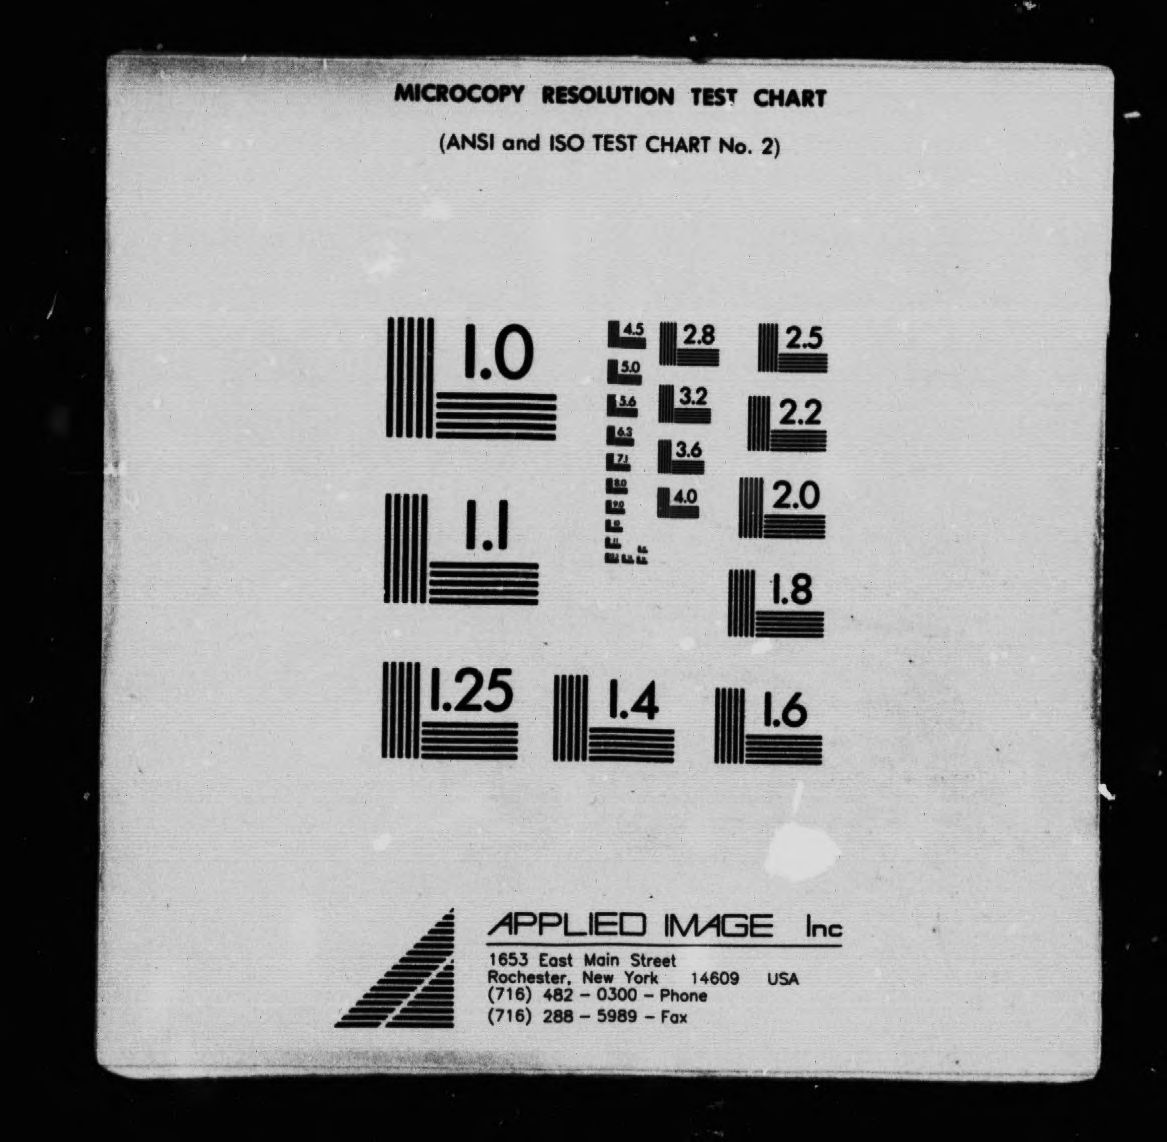 MICROCOPY RESOLUTION TEST CHART
(ANSI and ISO TEST CHART No. 2)
1.0
1.1
1.25
1.4
1.6
1.8
2.0
2.2
2.5
2.8
3.2
3.6
4.0
4.5
5.0
5.6
6.3
7.1
8.0
9.0
APPLIED IMAGE Inc
1653 East Main Street
Rochester, New York 14609 USA
(716) 482 - 0300 - Phone
(716) 288 - 5989 - Fax